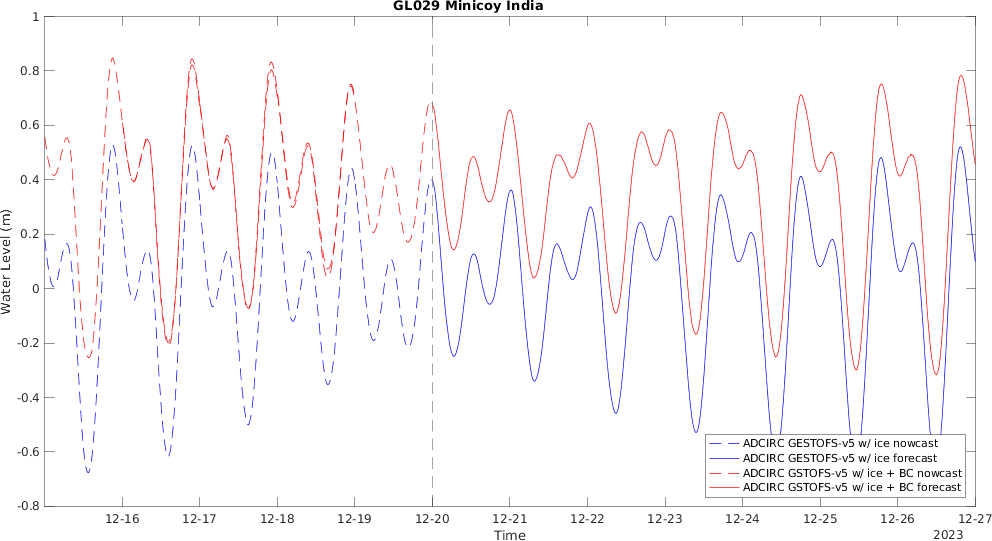 GL029 Minicoy India
1
0.8
0.6
0.4
0.2
0
-0.2
-0.4
-0.6
-0.8
Water Level (m)
ADCIRC GESTOFS-v5 w/ ice nowcast
ADCIRC GESTOFS-v5 w/ ice forecast
ADCIRC GSTOFS-v5 w/ ice + BC nowcast
ADCIRC GSTOFS-v5 w/ ice + BC forecast
12-16 12-17 12-18 12-19 12-20 12-21 12-22 12-23 12-24 12-25 12-26 12-27
Time
2023